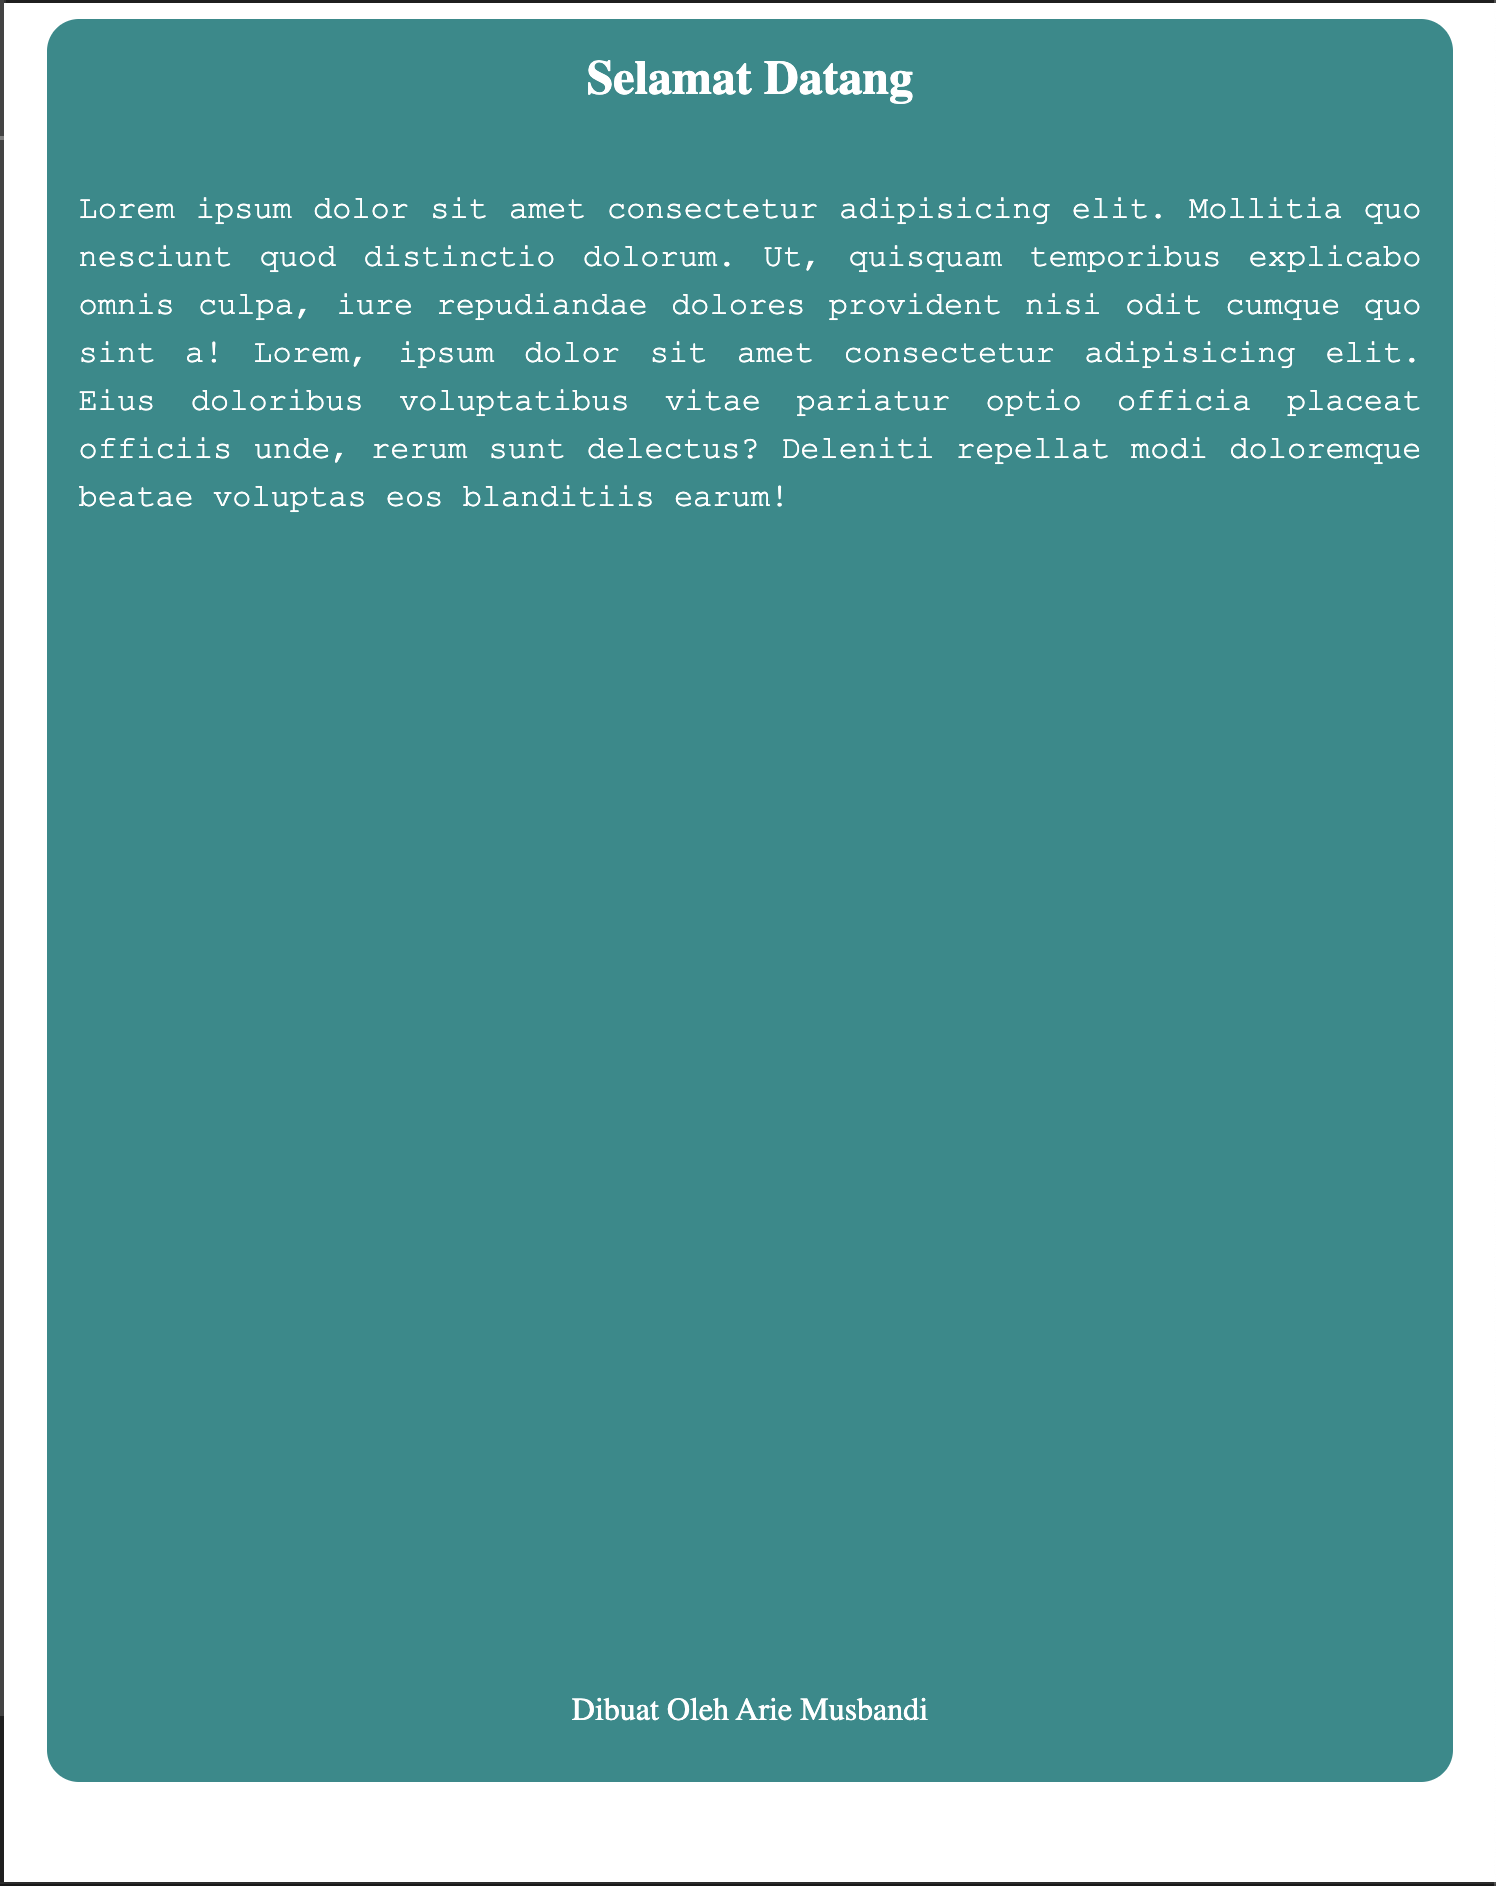 Selamat Datang
Lorem ipsum dolor sit amet consectetur adipisicing elit. Mollitia quo
nesciunt quod distinctio dolorum. Ut, quisquam temporibus explicabo
omnis culpa, iure repudiandae dolores provident nisi odit cumque quo
sint a! Lorem, ipsum dolor sit amet consectetur adipisicing elit.
Eius doloribus voluptatibus vitae pariatur optio officia placeat
officiis unde, rerum sunt delectus? Deleniti repellat modi doloremque
beatae voluptas eos blanditiis earum!
Dibuat Oleh Arie Musbandi